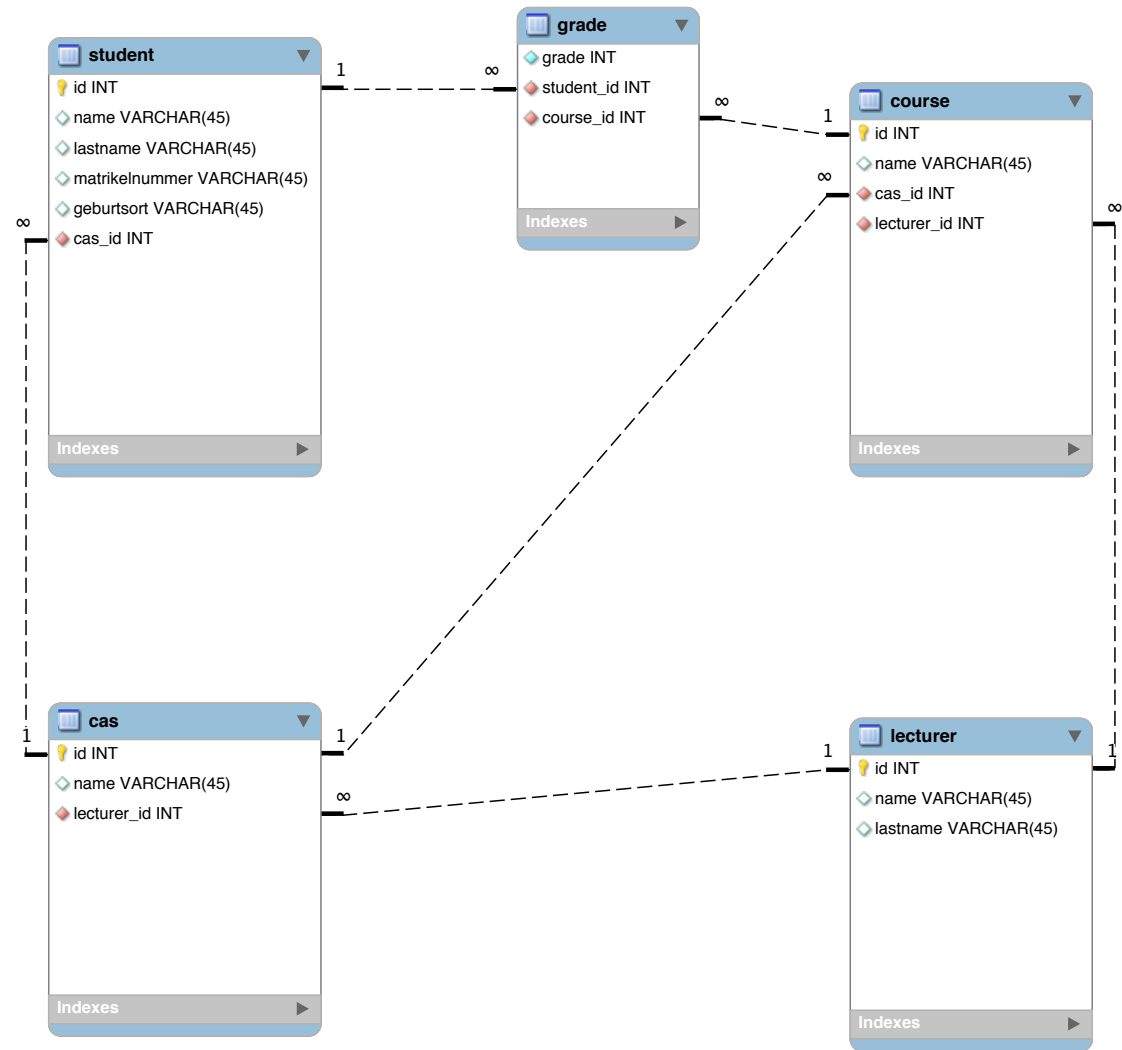 student
id INT
name VARCHAR(45)
lastname VARCHAR(45)
matrikelnummer VARCHAR(45)
geburtsort VARCHAR(45)
cas_id INT
Indexes
1
∞
∞
1
grade
grade INT
student_id INT
course_id INT
Indexes
∞
1
course
id INT
name VARCHAR(45)
cas_id INT
lecturer_id INT
Indexes
∞
∞
cas
id INT
name VARCHAR(45)
lecturer_id INT
Indexes
1
∞
1
1
lecturer
id INT
name VARCHAR(45)
lastname VARCHAR(45)
Indexes